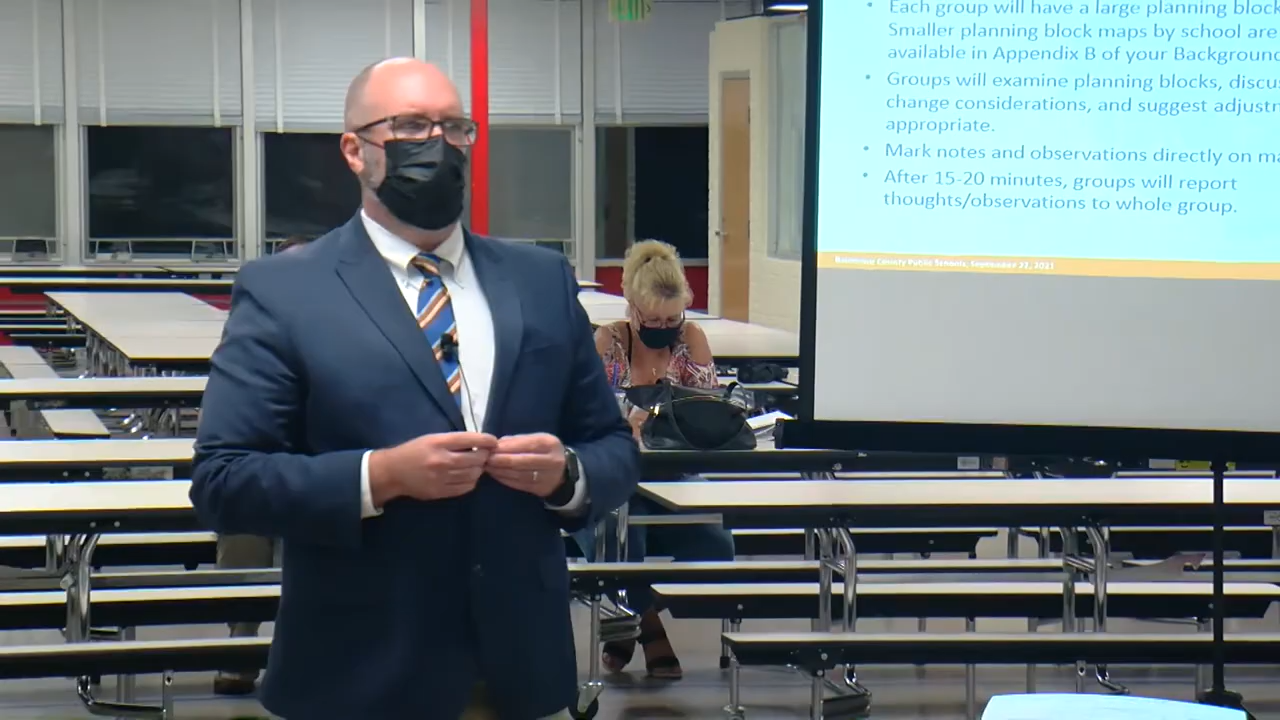 • Each group will have a large planning block
Smaller planning block maps by school are
available in Appendix B of your Background
• Groups will examine planning blocks, discu
change considerations, and suggest adjustm
appropriate.
• Mark notes and observations directly on ma
• After 15-20 minutes, groups will report
thoughts/observations to whole group.
Baltimore County Public Schools, September 22, 2021